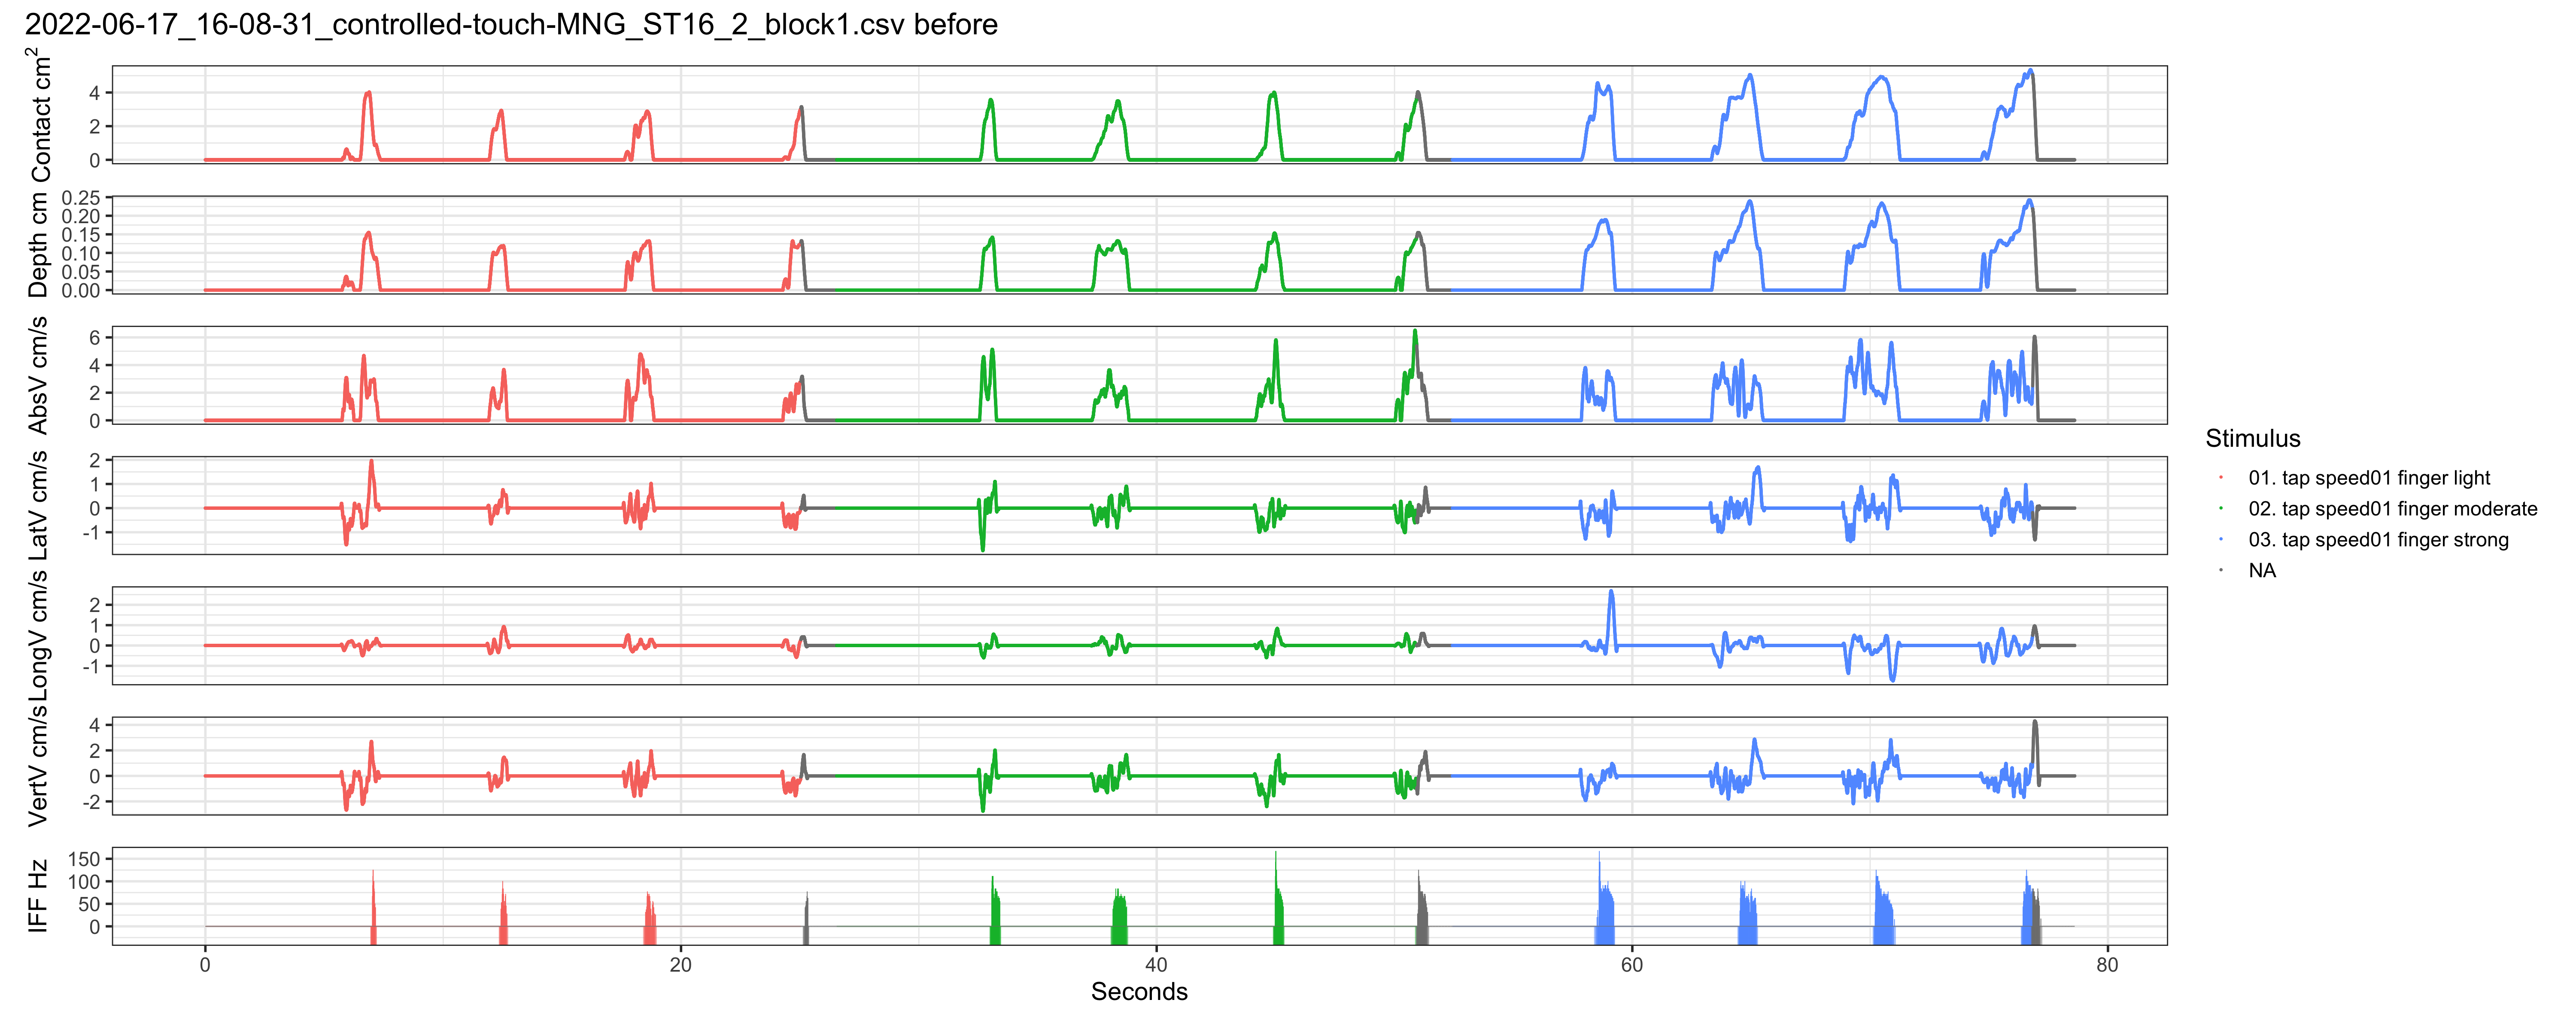 2022-06-17_16-08-31_controlled-touch-MNG_ST16_2_block1.csv before
Contact cm²
4
2
0
Depth cm
0.25
0.20
0.15
0.10
0.05
0.00
AbsV cm/s
6
4
2
0
LatV cm/s
2
1
0
-1
LongV cm/s
2
1
0
-1
VertV cm/s
4
2
0
-2
IFF Hz
150
100
50
0
0 20 40 60 80
Seconds
Stimulus
01. tap speed01 finger light
02. tap speed01 finger moderate
03. tap speed01 finger strong
NA